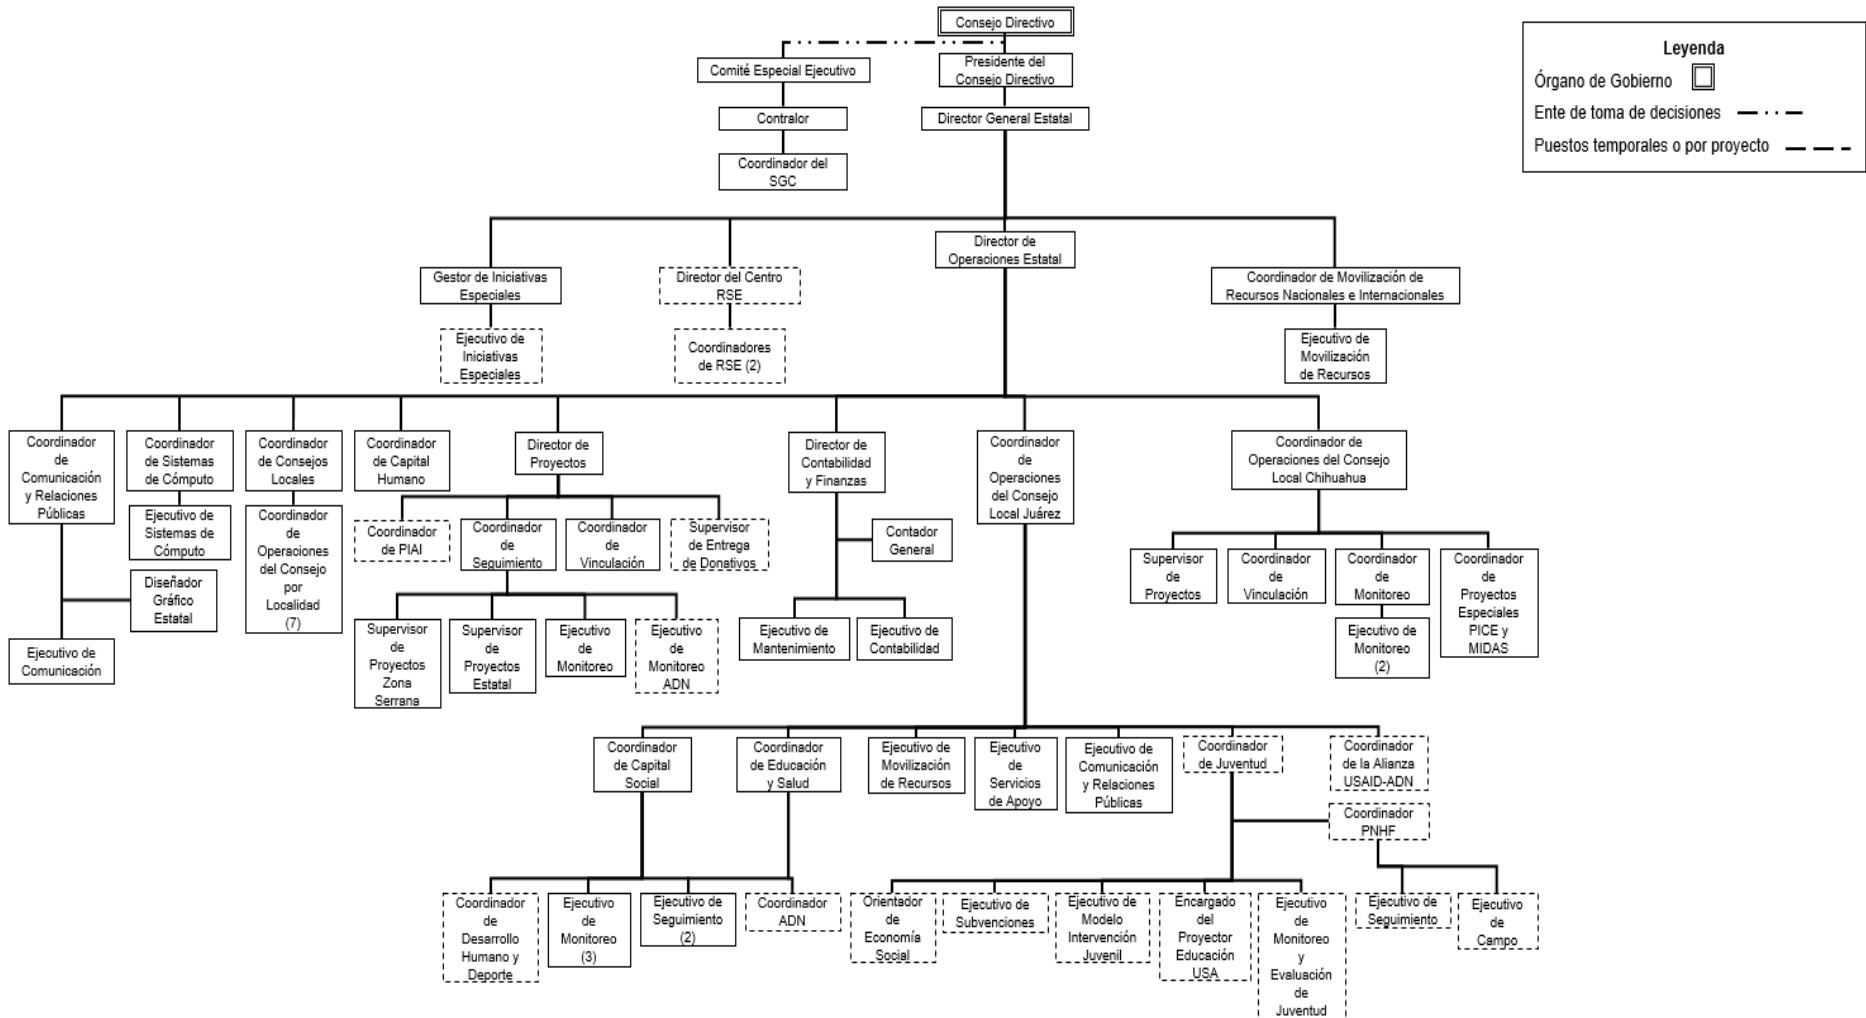 Consejo Directivo
Leyenda
Órgano de Gobierno
Ente de toma de decisiones
Puestos temporales o por proyecto
Comité Especial Ejecutivo
Presidente del
Consejo Directivo
Contralor
Director General Estatal
Coordinador del
SGC
Director de
Operaciones Estatal
Gestor de Iniciativas
Especiales
Director del Centro
RSE
Coordinador de Movilización de
Recursos Nacionales e Internacionales
Ejecutivo de
Iniciativas
Especiales
Coordinadores
de RSE (2)
Ejecutivo de
Movilización
de Recursos
Coordinador
de
Comunicación
y Relaciones
Públicas
Coordinador
de Sistemas
de Cómputo
Coordinador
de Consejos
Locales
Coordinador
de Capital
Humano
Director de
Proyectos
Director de
Contabilidad
y Finanzas
Coordinador
de
Operaciones
del Consejo
Local Juárez
Coordinador de
Operaciones del Consejo
Local Chihuahua
Ejecutivo de
Sistemas de
Cómputo
Coordinador
de
Operaciones
del Consejo
por
Localidad
(7)
Coordinador
de PIAI
Coordinador
de
Seguimiento
Coordinador
de
Vinculación
Supervisor
de Entrega
de Donativos
Contador
General
Supervisor
de
Proyectos
Coordinador
de
Vinculación
Coordinador
de
Monitoreo
Coordinador
de
Proyectos
Especiales
PICE y
MIDAS
Diseñador
Gráfico
Estatal
Ejecutivo de
Comunicación
Supervisor
de
Proyectos
Zona
Serrana
Supervisor
de
Proyectos
Estatal
Ejecutivo
de
Monitoreo
Ejecutivo
de
Monitoreo
ADN
Ejecutivo de
Mantenimiento
Ejecutivo de
Contabilidad
Ejecutivo de
Monitoreo
(2)
Coordinador
de Capital
Social
Coordinador
de Educación
y Salud
Ejecutivo de
Movilización
de Recursos
Ejecutivo
de
Servicios
de Apoyo
Ejecutivo de
Comunicación
y Relaciones
Públicas
Coordinador
de Juventud
Coordinador
de la Alianza
USAID-ADN
Coordinador
PNHF
Coordinador
de
Desarrollo
Humano y
Deporte
Ejecutivo
de
Monitoreo
(3)
Ejecutivo de
Seguimiento
(2)
Coordinador
ADN
Orientador
de
Economía
Social
Ejecutivo de
Subvenciones
Ejecutivo de
Modelo
Intervención
Juvenil
Encargado
del
Proyector
Educación
USA
Ejecutivo
de
Monitoreo
y
Evaluación
de
Juventud
Ejecutivo de
Seguimiento
Ejecutivo
de
Campo